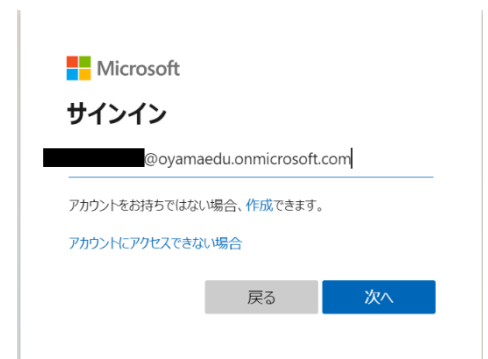 Microsoft
サインイン
@oyamaedu.onmicrosoft.com
アカウントをお持ちではない場合、作成できます。
アカウントにアクセスできない場合
戻る
次へ